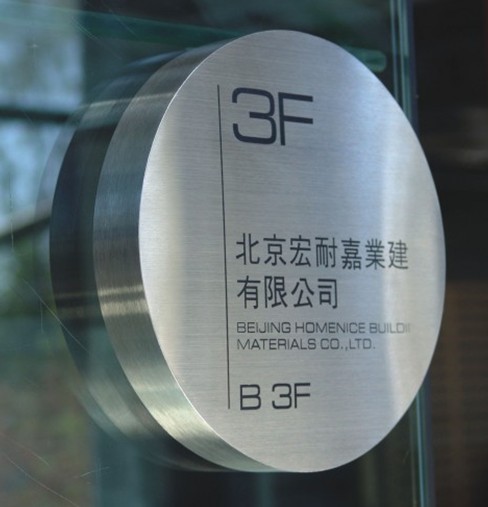 3F
北京宏耐嘉業建
有限公司
BEIJING HOMENICE BUILDI
MATERIALS CO.,LTD.
B 3F